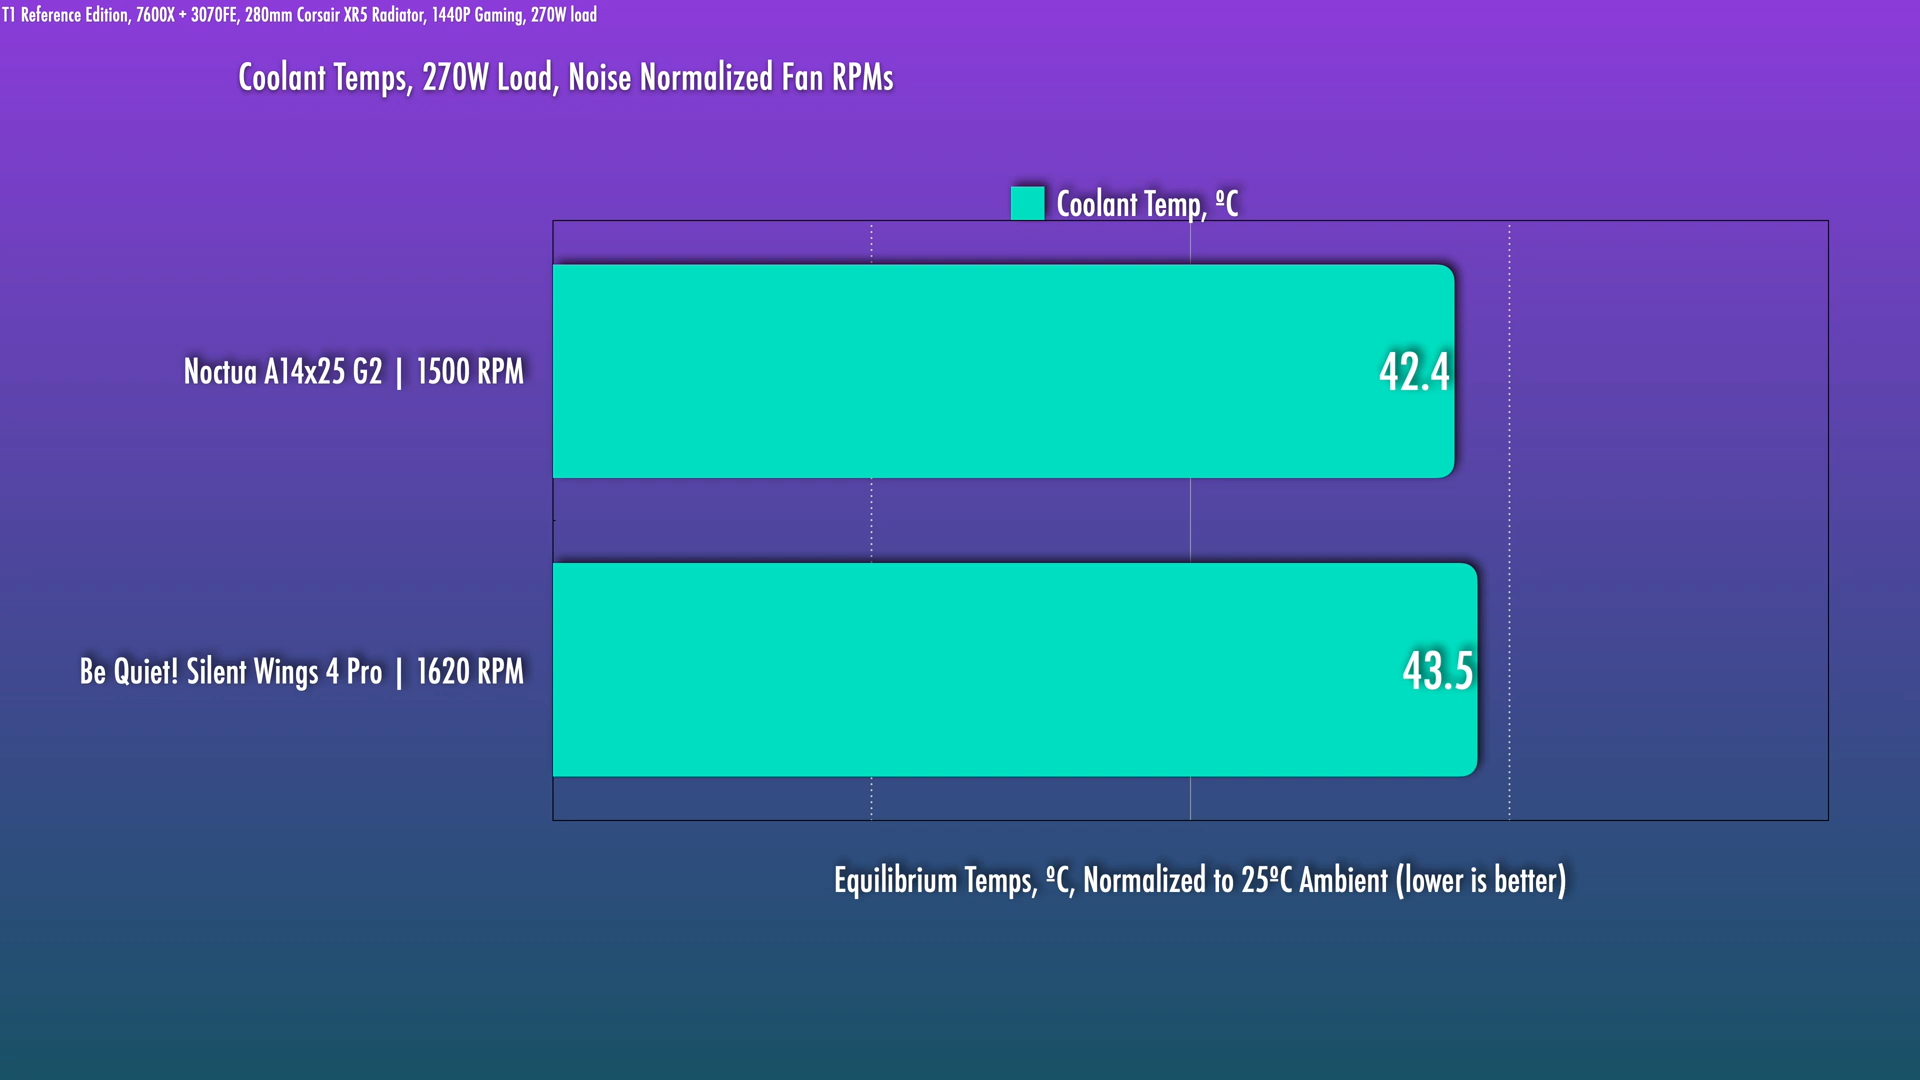 T1 Reference Edition, 7600X + 3070FE, 280mm Corsair XR5 Radiator, 1440P Gaming, 270W load
Coolant Temps, 270W Load, Noise Normalized Fan RPMs
Coolant Temp, ºC
Noctua A14x25 G2 | 1500 RPM
42.4
Be Quiet! Silent Wings 4 Pro | 1620 RPM
43.5
Equilibrium Temps, ºC, Normalized to 25ºC Ambient (lower is better)